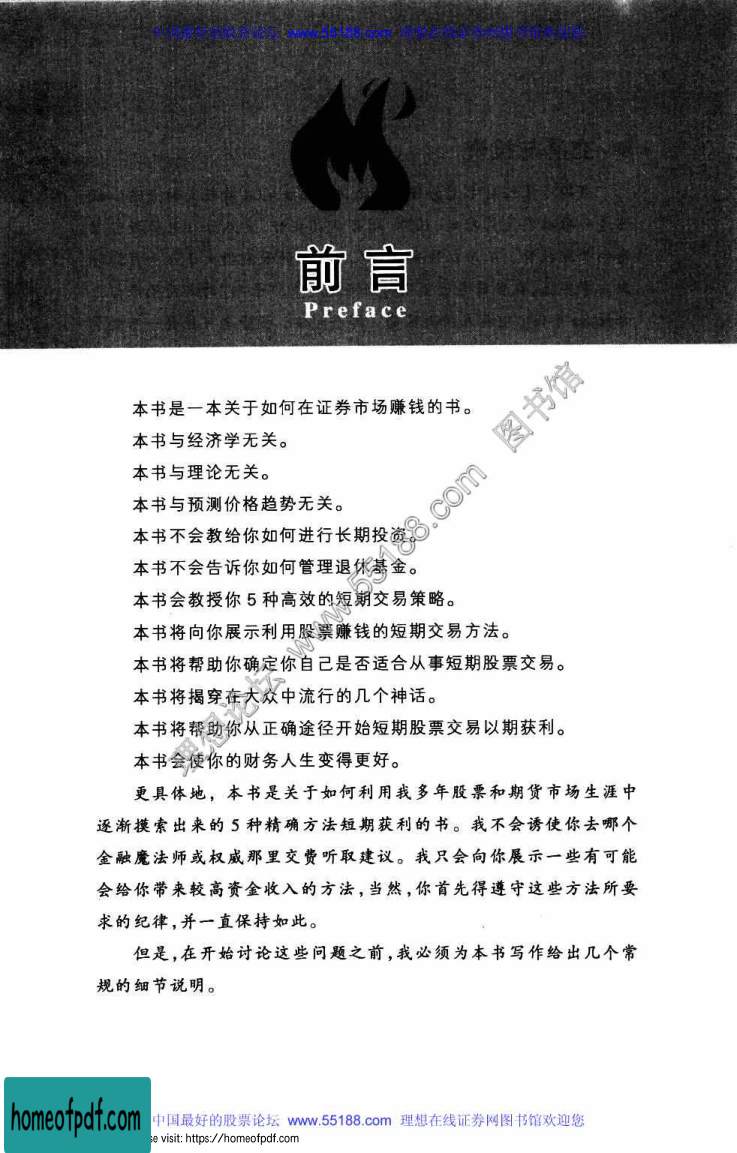 中国最好的股票论坛 www.55188.com 理想在线证券网图书馆欢迎您
前言
Preface
本书是一本关于如何在证券市场赚钱的书。
本书与经济学无关。
本书与理论无关。
本书与预测价格趋势无关。
本书不会教给你如何进行长期投资。
本书不会告诉你如何管理退休基金。
本书会教授你5种高效的短期交易策略。
本书将向你展示利用股票赚钱的短期交易方法。
本书将帮助你确定你自己是否适合从事短期股票交易。
本书将揭穿在大众中流行的几个神话。
本书将帮助你从正确途径开始短期股票交易以期获利。
本书会使你的财务人生变得更好。
更具体地，本书是关于如何利用我多年股票和期货市场生涯中
逐渐摸索出来的5种精确方法短期获利的书。我不会诱使你去哪个
金融魔法师或权威那里交费听取建议。我只会向你展示一些有可能
会给你带来较高资金收入的方法,当然,你首先得遵守这些方法所要
求的纪律,并一直保持如此。
但是,在开始讨论这些问题之前,我必须为本书写作给出几个常
规的细节说明。
理想论坛 www.55188.com 图书馆
homeofpdf.com
中国最好的股票论坛 www.55188.com 理想在线证券网图书馆欢迎您
se visit: https://homeofpdf.com